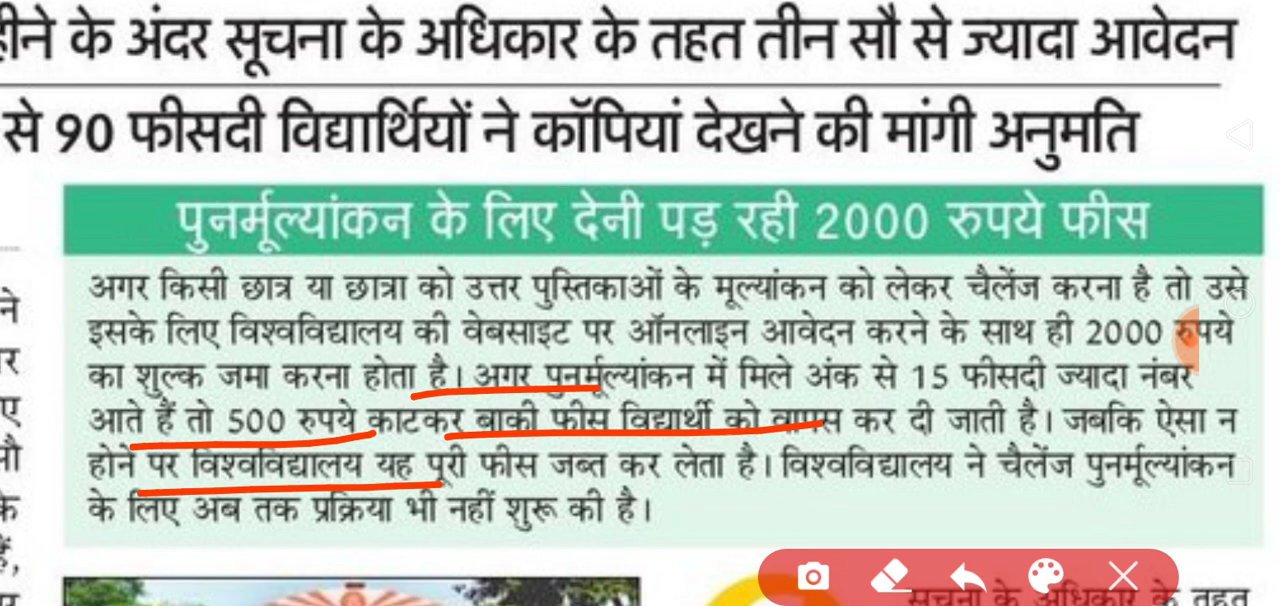 के अंदर सूचना के अधिकार के तहत तीन सौ से ज्यादा आवेदन
से 90 फीसदी विद्यार्थियों ने कॉपियां देखने की मांगी अनुमति
पुनर्मूल्यांकन के लिए देनी पड़ रही 2000 रुपये फीस
अगर किसी छात्र या छात्रा को उत्तर पुस्तिकाओं के मूल्यांकन को लेकर चैलेंज करना है तो उसे
इसके लिए विश्वविद्यालय की वेबसाइट पर ऑनलाइन आवेदन करने के साथ ही 2000 रुपये
का शुल्क जमा करना होता है। अगर पुनर्मूल्यांकन में मिले अंक से 15 फीसदी ज्यादा नंबर
आते हैं तो 500 रुपये काटकर बाकी फीस विद्यार्थी को वापस कर दी जाती है। जबकि ऐसा न
होने पर विश्वविद्यालय यह पूरी फीस जब्त कर लेता है। विश्वविद्यालय ने चैलेंज पुनर्मूल्यांकन
के लिए अब तक प्रक्रिया भी नहीं शुरू की है।
ने
के
सूचना के अधिकार के तहत